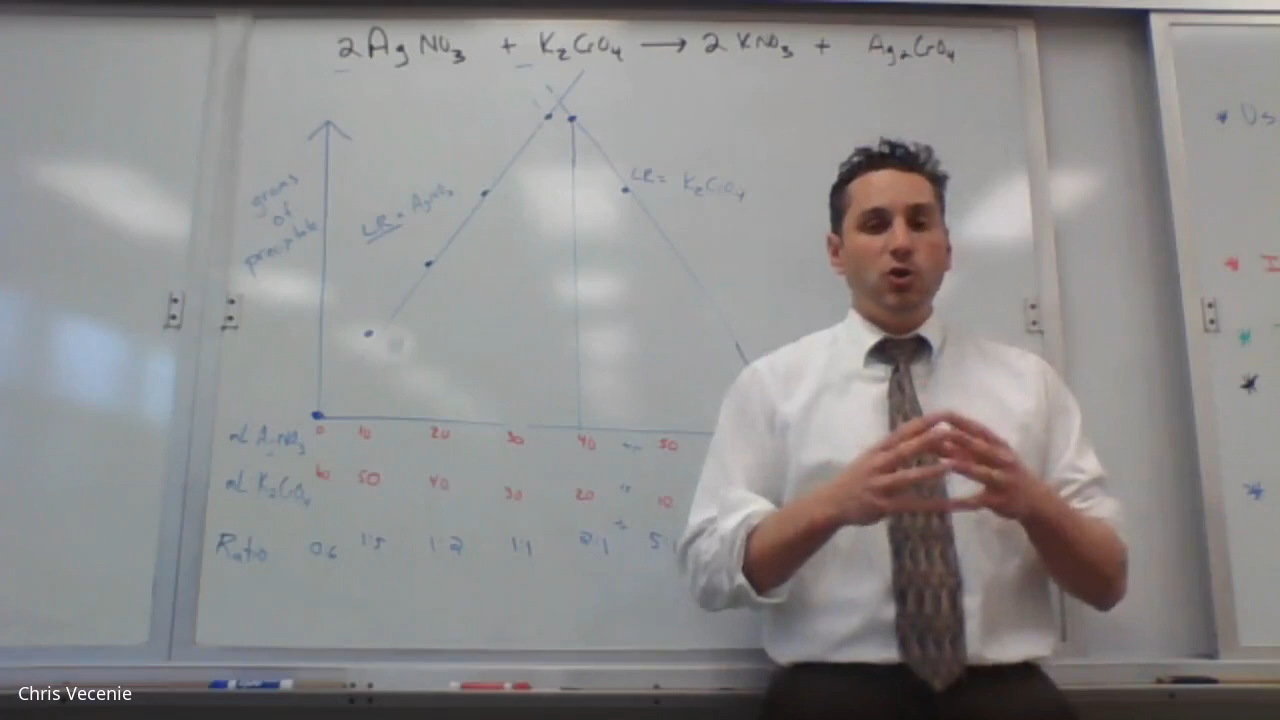 2AgNO₃ + K₂CrO₄ → 2KNO₃ + Ag₂CrO₄
grams
of
precipitate
LR = AgNO₃
LR = K₂CrO₄
mL AgNO₃ 0 10 20 30 40 50
mL K₂CrO₄ 60 50 40 30 20 10
Ratio 0:6 1:5 1:2 1:1 2:1 5:1
Chris Vecenie